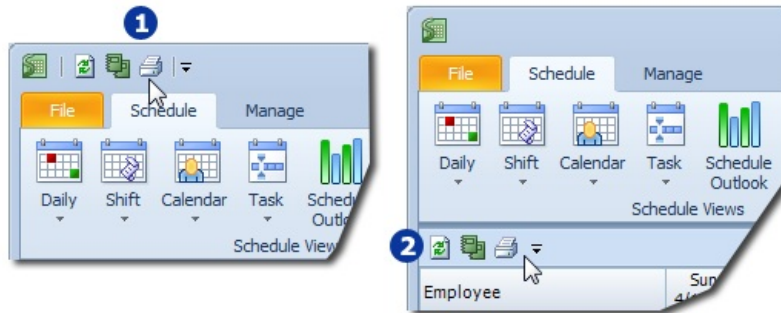 1
File Schedule Manage
Daily Shift Calendar Task
Schedule Views
File Schedule Manage
Daily Shift Calendar Task Schedule
Outlook
Schedule Views
2
Employee